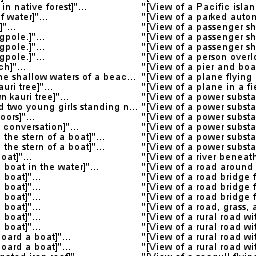 in native forest]"... "[View of a Pacific island
f water]"... "[View of a parked auton
]"... "[View of a passenger sh
gpole.]"... "[View of a passenger sh
gpole.]"... "[View of a passenger sh
gpole.]"... "[View of a person overlo
ch]"... "[View of a pier and boa
he shallow waters of a beac... "[View of a plane flying
auri tree]"... "[View of a plane in a fie
vn kauri tree]"... "[View of a power substa
d two young girls standing n... "[View of a power substa
oors]"... "[View of a power substa
conversation]"... "[View of a power substa
the stern of a boat]"... "[View of a power substa
the stern of a boat]"... "[View of a power substa
oat]"... "[View of a river beneath
boat in the water]"... "[View of a road around
boat]"... "[View of a road bridge f
boat]"... "[View of a road bridge f
boat]"... "[View of a road bridge f
boat]"... "[View of a road, grass, a
boat]"... "[View of a rural road wit
oard a boat]"... "[View of a rural road wit
oard a boat]"... "[View of a rural road wit